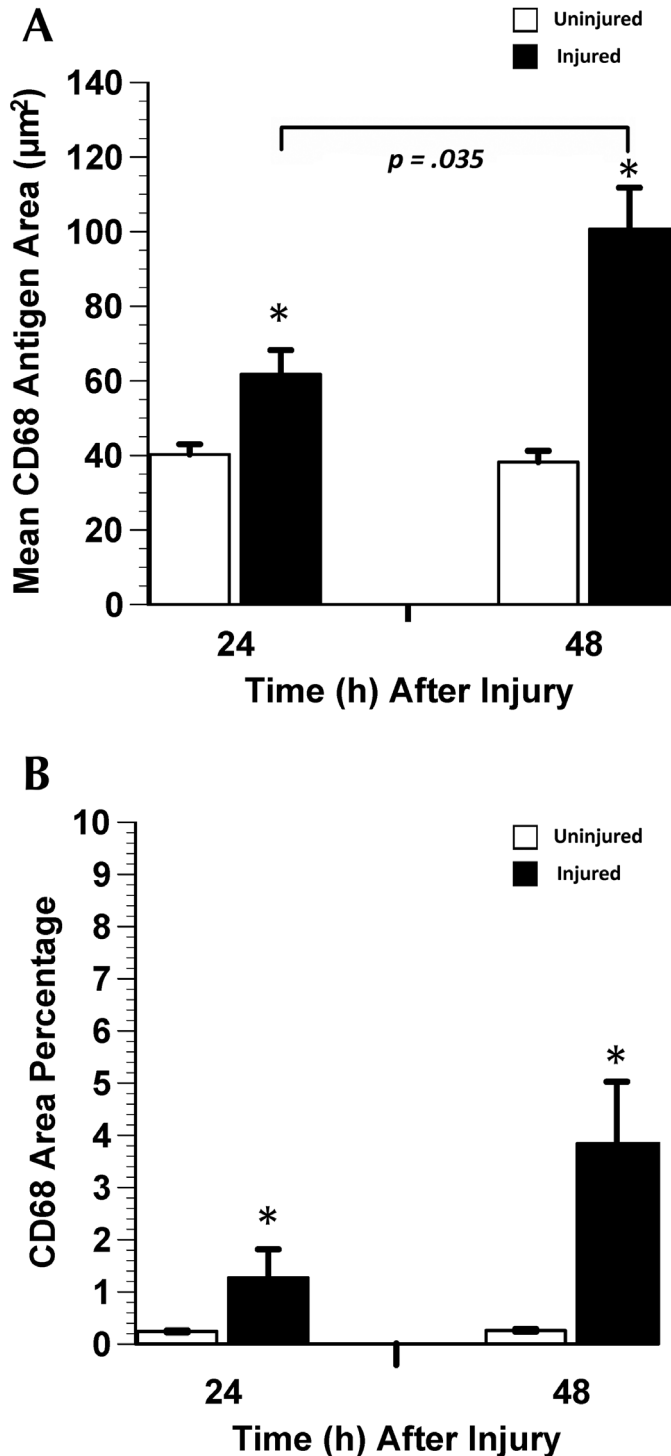 A
Uninjured
Injured
Mean CD68 Antigen Area (µm²)
140
120
100
80
60
40
20
0
p = .035
*
*
24
48
Time (h) After Injury
B
Uninjured
Injured
CD68 Area Percentage
10
9
8
7
6
5
4
3
2
1
0
*
*
24
48
Time (h) After Injury